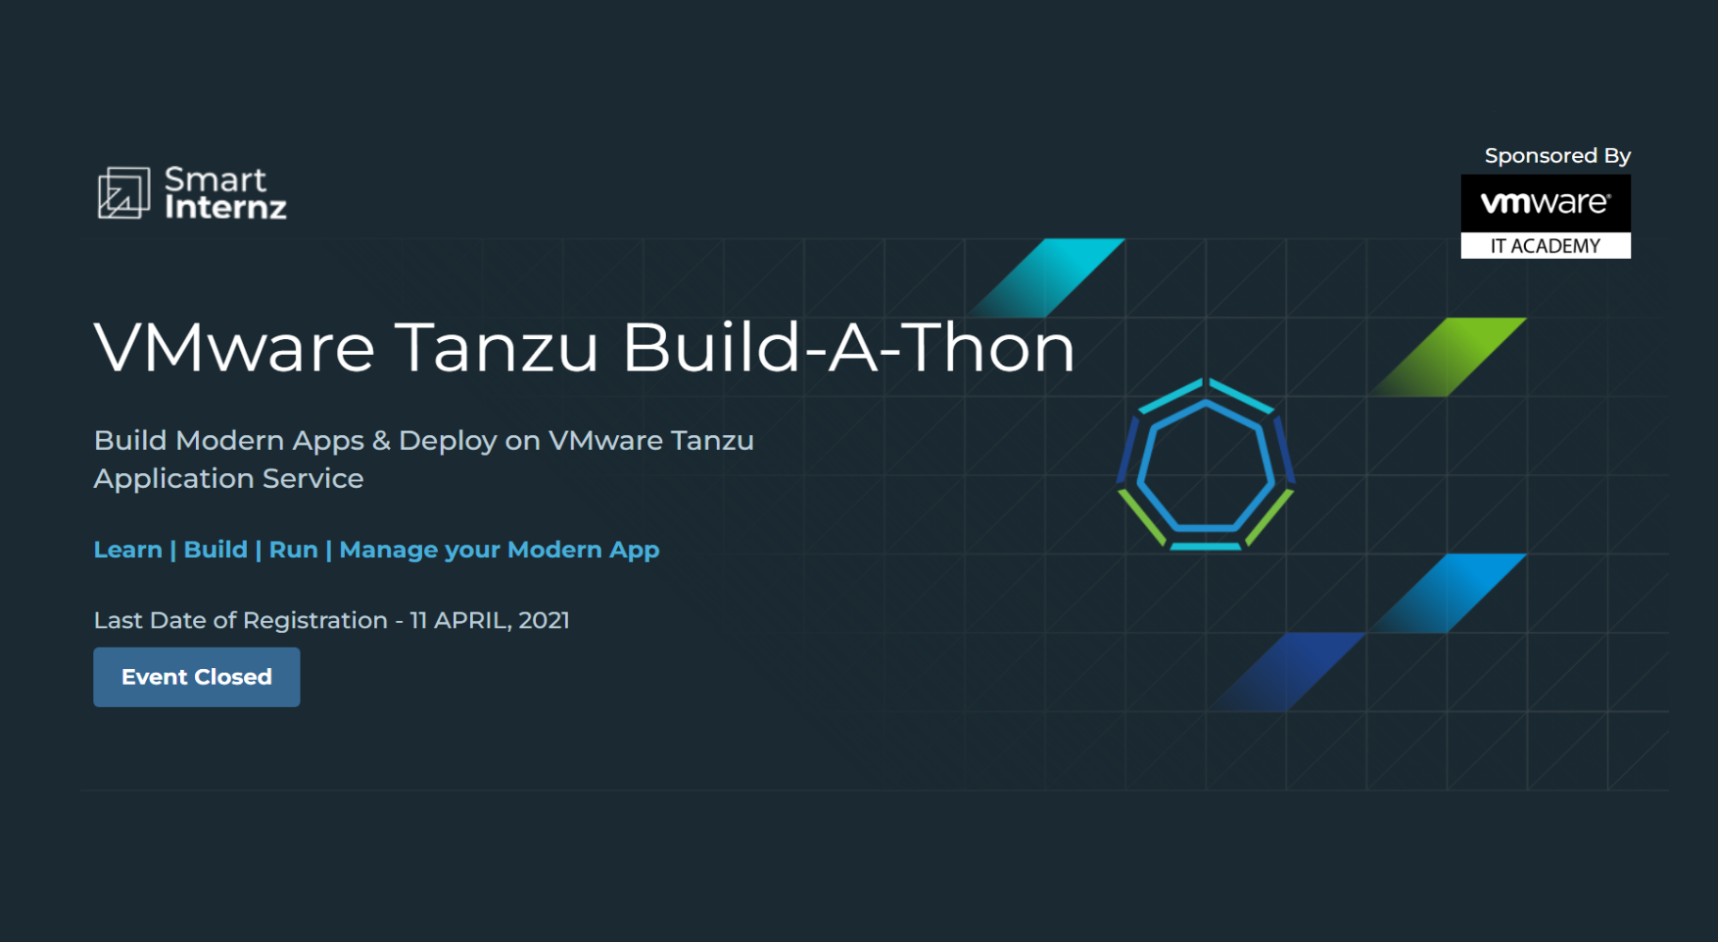 Smart
Internz
Sponsored By
vmware®
IT ACADEMY
VMware Tanzu Build-A-Thon
Build Modern Apps & Deploy on VMware Tanzu
Application Service
Learn | Build | Run | Manage your Modern App
Last Date of Registration - 11 APRIL, 2021
Event Closed